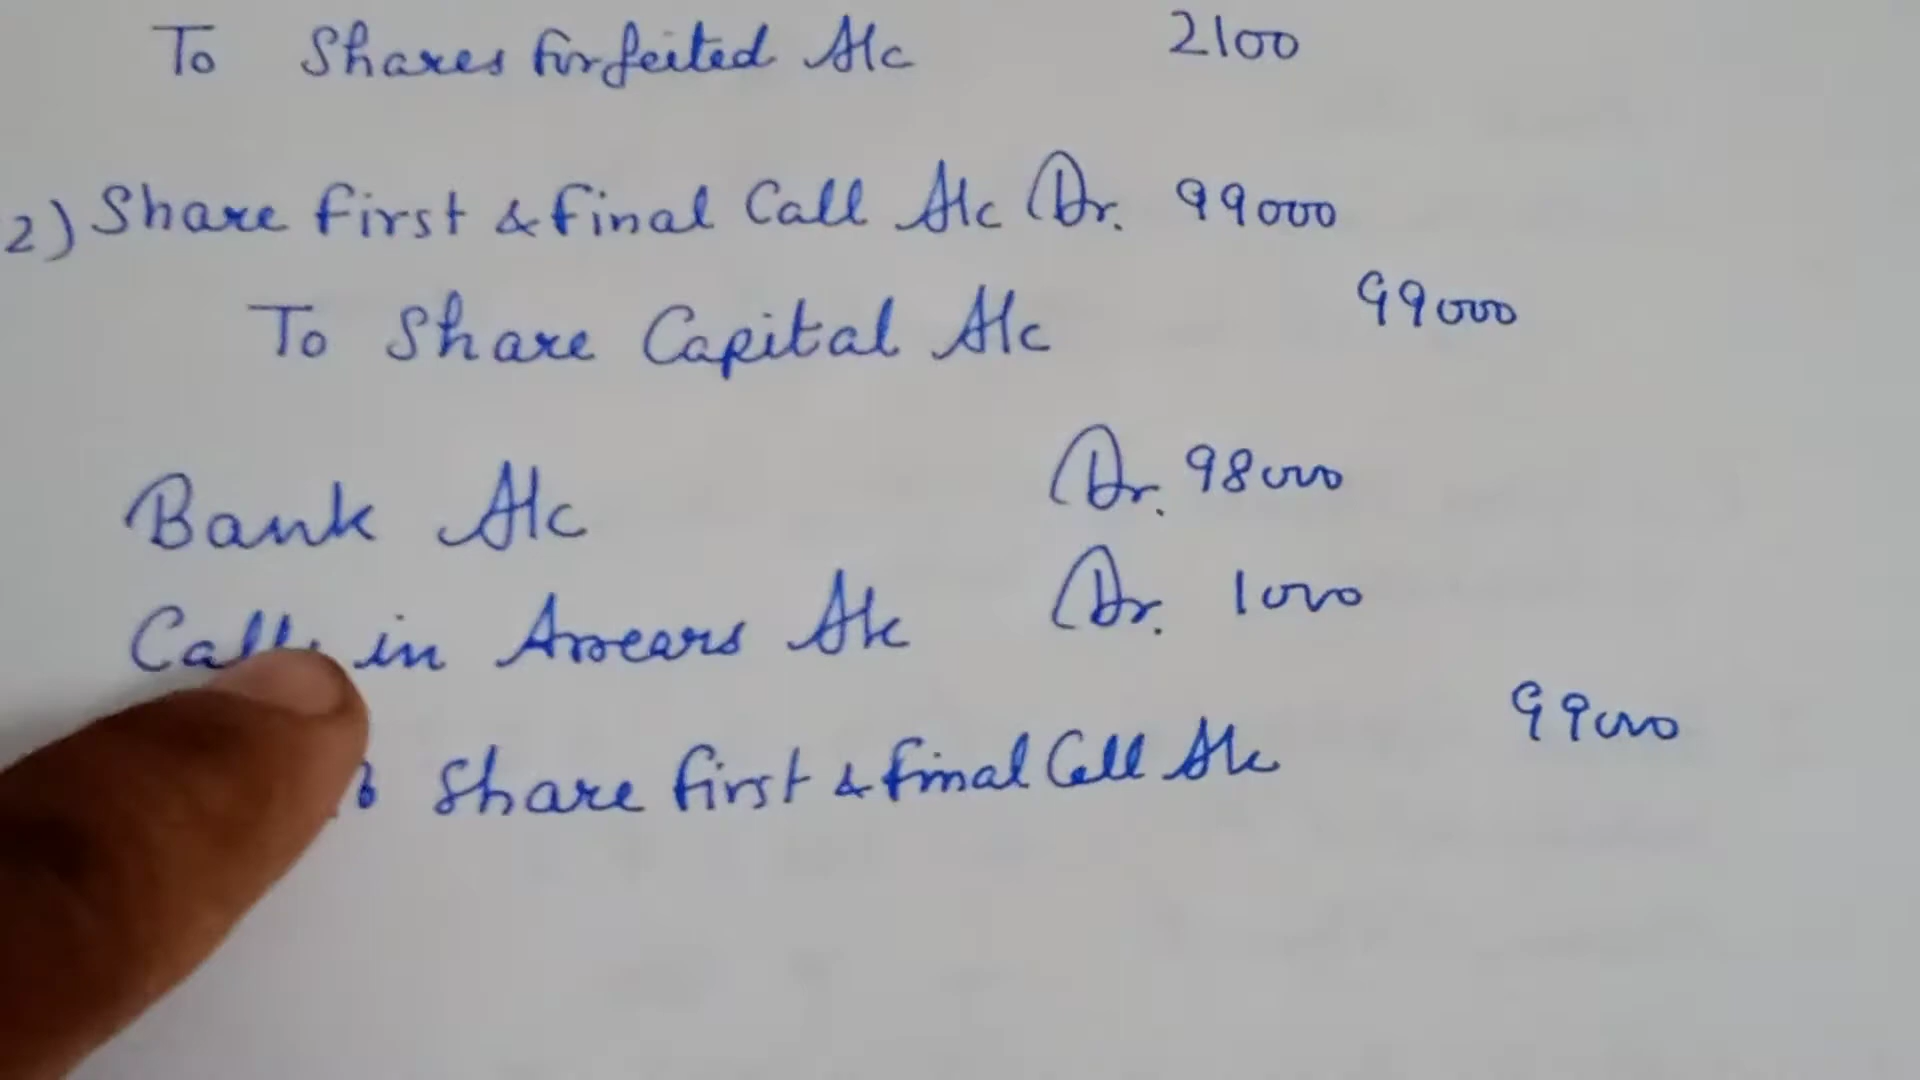 To Shares forfeited A/c 2100
2) Share first & final Call A/c Dr. 99000
To Share Capital A/c 99000
Bank A/c Dr. 98000
Calls in Arrears A/c Dr. 1000
Share first & final Call A/c 99000